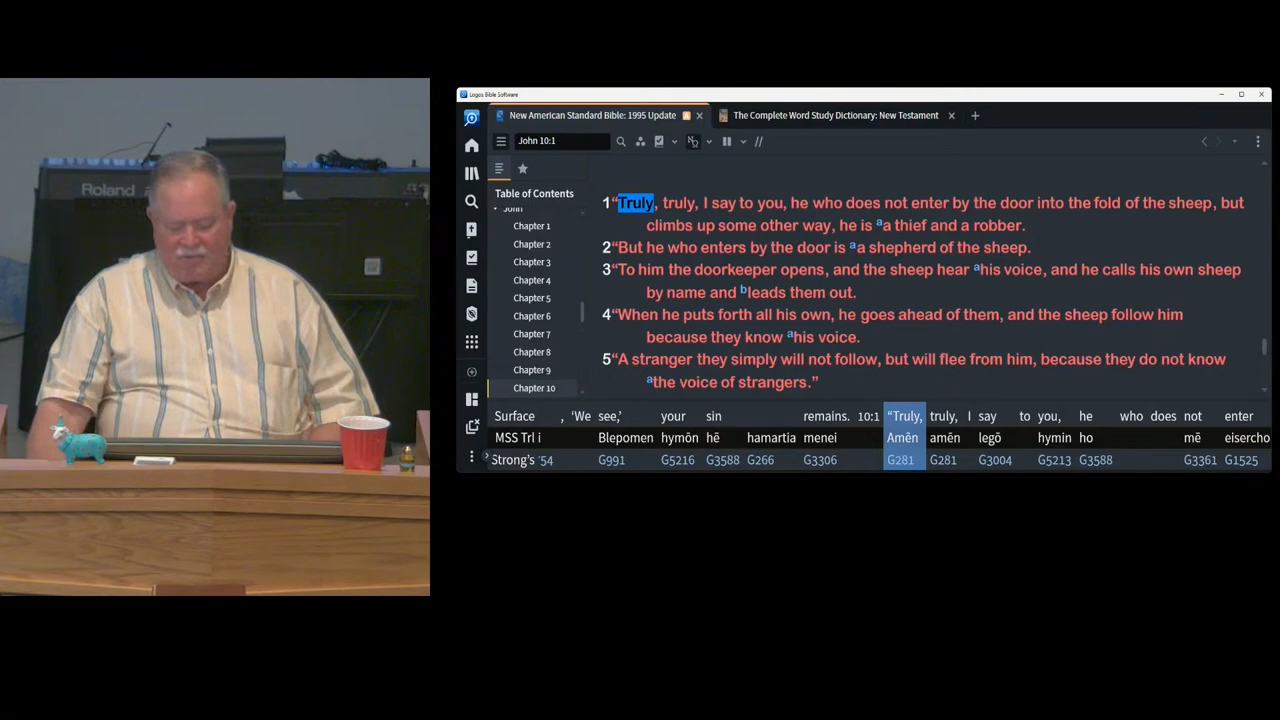 Roland
Logos Bible Software
New American Standard Bible: 1995 Update A
The Complete Word Study Dictionary: New Testament
John 10:1
Table of Contents
John
Chapter 1
Chapter 2
Chapter 3
Chapter 4
Chapter 5
Chapter 6
Chapter 7
Chapter 8
Chapter 9
Chapter 10
1“Truly, truly, I say to you, he who does not enter by the door into the fold of the sheep, but
climbs up some other way, he is aa thief and a robber.
2“But he who enters by the door is aa shepherd of the sheep.
3“To him the doorkeeper opens, and the sheep hear ahis voice, and he calls his own sheep
by name and bleads them out.
4“When he puts forth all his own, he goes ahead of them, and the sheep follow him
because they know ahis voice.
5“A stranger they simply will not follow, but will flee from him, because they do not know
athe voice of strangers.”
Surface , ‘We see,’ your sin remains. 10:1 “Truly, truly, I say to you, he who does not enter
MSS Trl i Blepomen hymōn hē hamartia menei Amēn amēn legō hymin ho mē eisercho
Strong’s '54 G991 G5216 G3588 G266 G3306 G281 G281 G3004 G5213 G3588 G3361 G1525